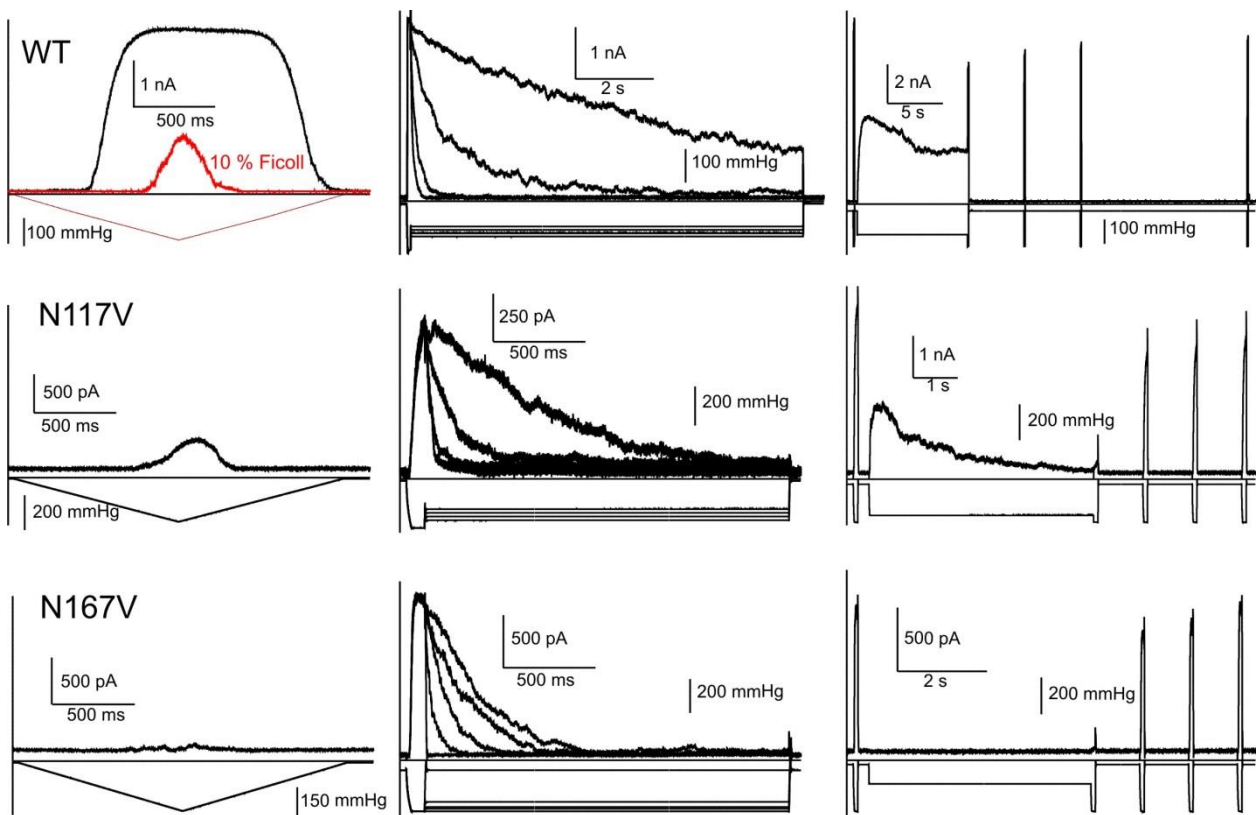 WT
1 nA
500 ms
10 % Ficoll
100 mmHg
1 nA
2 s
100 mmHg
2 nA
5 s
100 mmHg
N117V
500 pA
500 ms
200 mmHg
250 pA
500 ms
200 mmHg
1 nA
1 s
200 mmHg
N167V
500 pA
500 ms
150 mmHg
500 pA
500 ms
200 mmHg
500 pA
2 s
200 mmHg